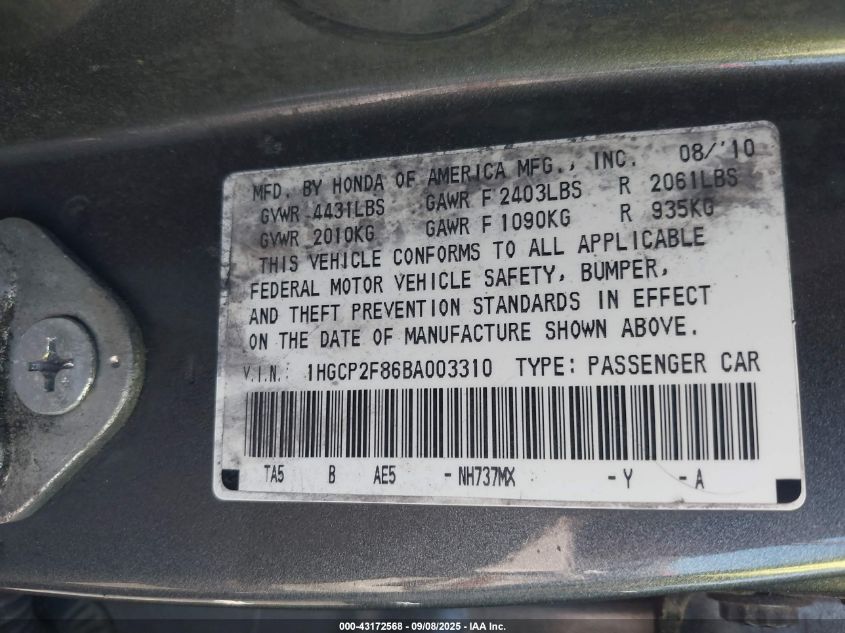 MFD. BY HONDA OF AMERICA MFG., INC. 08/'10
GVWR 4431LBS GAWR F 2403LBS R 2061LBS
GVWR 2010KG GAWR F 1090KG R 935KG
THIS VEHICLE CONFORMS TO ALL APPLICABLE
FEDERAL MOTOR VEHICLE SAFETY, BUMPER,
AND THEFT PREVENTION STANDARDS IN EFFECT
ON THE DATE OF MANUFACTURE SHOWN ABOVE.
V.I.N.: 1HGCP2F86BA003310 TYPE: PASSENGER CAR
TA5 B AE5 - NH737MX - Y - A
000-43172568 - 09/08/2025 - IAA Inc.